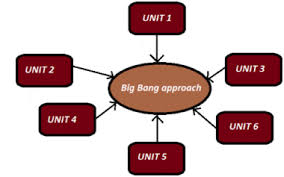 UNIT 1
UNIT 2
UNIT 3
Big Bang approach
UNIT 4
UNIT 6
UNIT 5